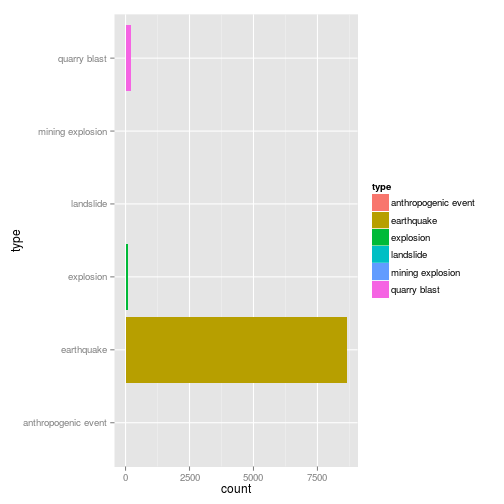 quarry blast
mining explosion
landslide
explosion
earthquake
anthropogenic event
type
0 2500 5000 7500
count
type
anthropogenic event
earthquake
explosion
landslide
mining explosion
quarry blast